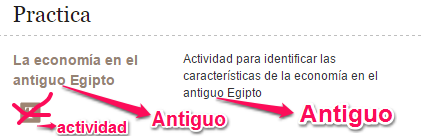 Practica
La economía en el
antiguo Egipto
Actividad para identificar las
características de la economía en el
antiguo Egipto
Antiguo
Antiguo
actividad